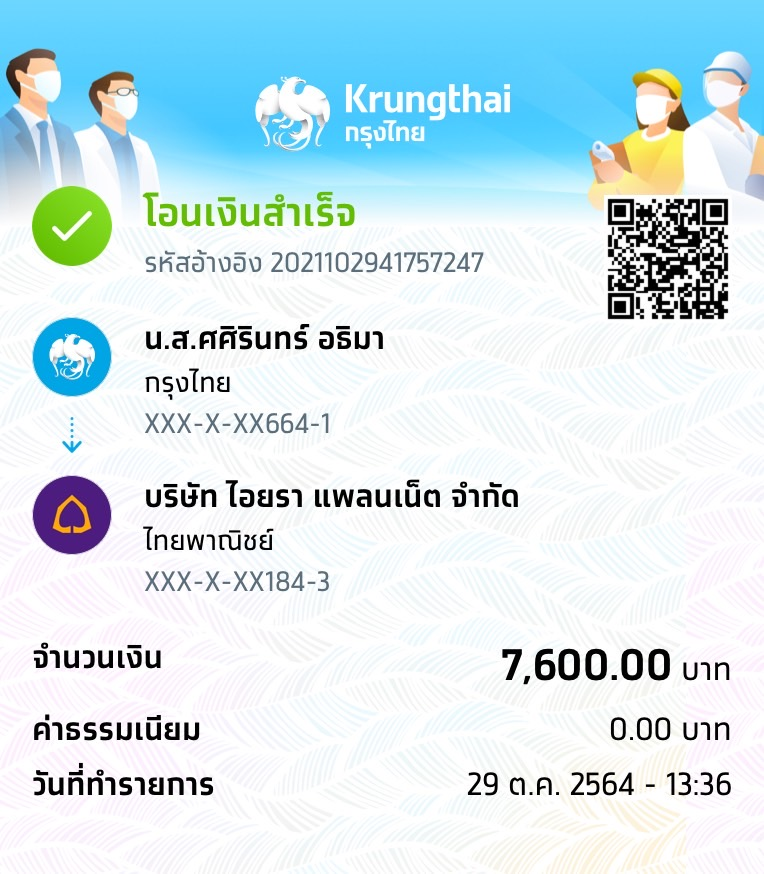 Krungthai
กรุงไทย
โอนเงินสำเร็จ
รหัสอ้างอิง 2021102941757247
น.ส.ศศิรินทร์ อธิมา
กรุงไทย
XXX-X-XX664-1
บริษัท ไอยรา แพลนเน็ต จำกัด
ไทยพาณิชย์
XXX-X-XX184-3
จำนวนเงิน 7,600.00 บาท
ค่าธรรมเนียม 0.00 บาท
วันที่ทำรายการ 29 ต.ค. 2564 - 13:36